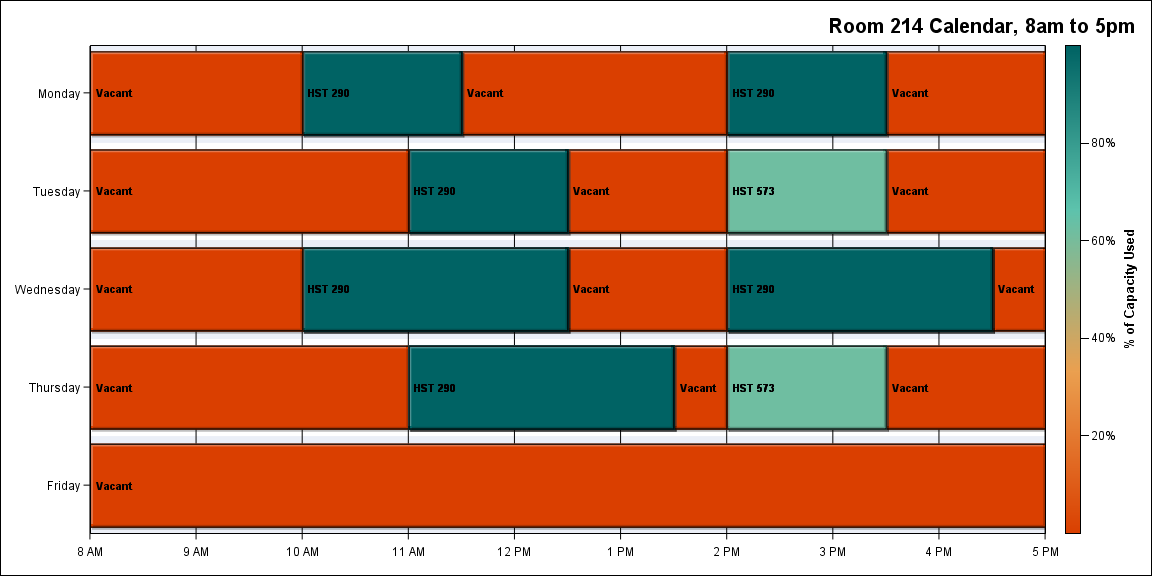 Room 214 Calendar, 8am to 5pm
Monday
Vacant
HST 290
Vacant
HST 290
Vacant
Tuesday
Vacant
HST 290
Vacant
HST 573
Vacant
Wednesday
Vacant
HST 290
Vacant
HST 290
Vacant
Thursday
Vacant
HST 290
Vacant
HST 573
Vacant
Friday
Vacant
8 AM
9 AM
10 AM
11 AM
12 PM
1 PM
2 PM
3 PM
4 PM
5 PM
80%
60%
40%
20%
% of Capacity Used